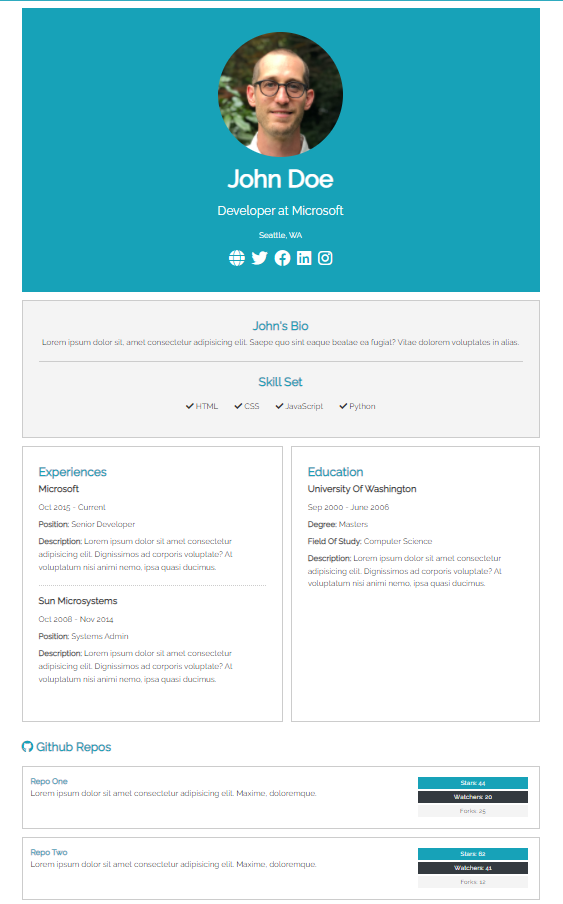 John Doe
Developer at Microsoft
Seattle, WA
John's Bio
Lorem ipsum dolor sit, amet consectetur adipisicing elit. Saepe quo sint eaque beatae ea fugiat? Vitae dolorem voluptates in alias.
Skill Set
HTML CSS JavaScript Python
Experiences
Microsoft
Oct 2015 - Current
Position: Senior Developer
Description: Lorem ipsum dolor sit amet consectetur
adipisicing elit. Dignissimos ad corporis voluptate? At
voluptatum nisi animi nemo, ipsa quasi ducimus.
Sun Microsystems
Oct 2008 - Nov 2014
Position: Systems Admin
Description: Lorem ipsum dolor sit amet consectetur
adipisicing elit. Dignissimos ad corporis voluptate? At
voluptatum nisi animi nemo, ipsa quasi ducimus.
Education
University Of Washington
Sep 2000 - June 2006
Degree: Masters
Field Of Study: Computer Science
Description: Lorem ipsum dolor sit amet consectetur
adipisicing elit. Dignissimos ad corporis voluptate? At
voluptatum nisi animi nemo, ipsa quasi ducimus.
Github Repos
Repo One
Lorem ipsum dolor sit amet consectetur adipisicing elit. Maxime, doloremque.
Stars: 44
Watchers: 20
Forks: 25
Repo Two
Lorem ipsum dolor sit amet consectetur adipisicing elit. Maxime, doloremque.
Stars: 62
Watchers: 41
Forks: 12